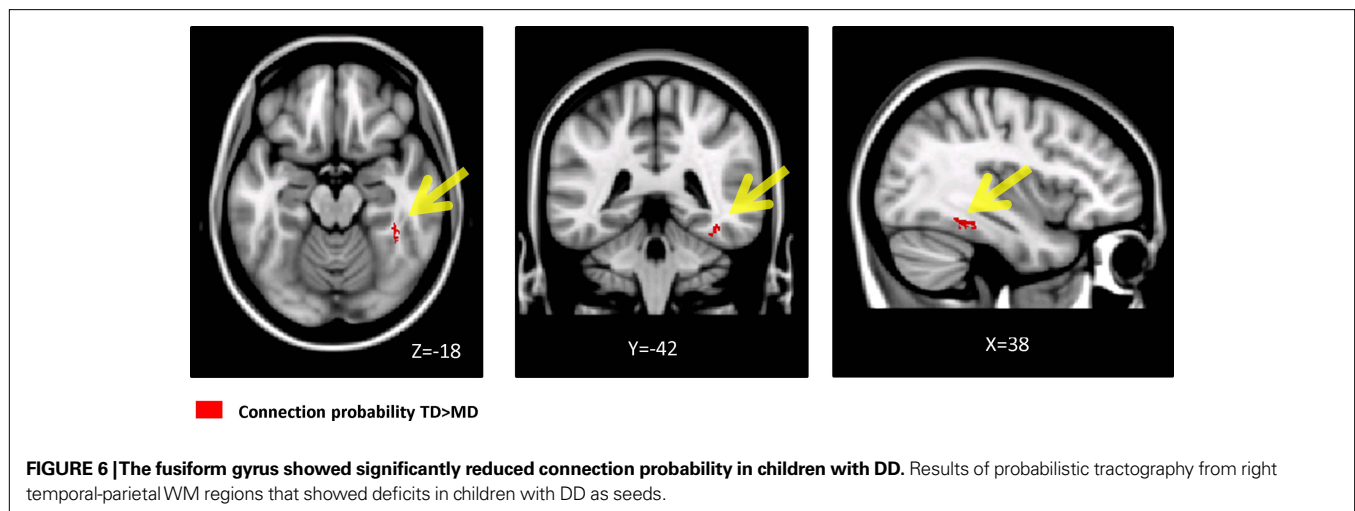 Z=-18
Y=-42
X=38
Connection probability TD>MD
FIGURE 6 | The fusiform gyrus showed significantly reduced connection probability in children with DD. Results of probabilistic tractography from right
temporal-parietal WM regions that showed deficits in children with DD as seeds.